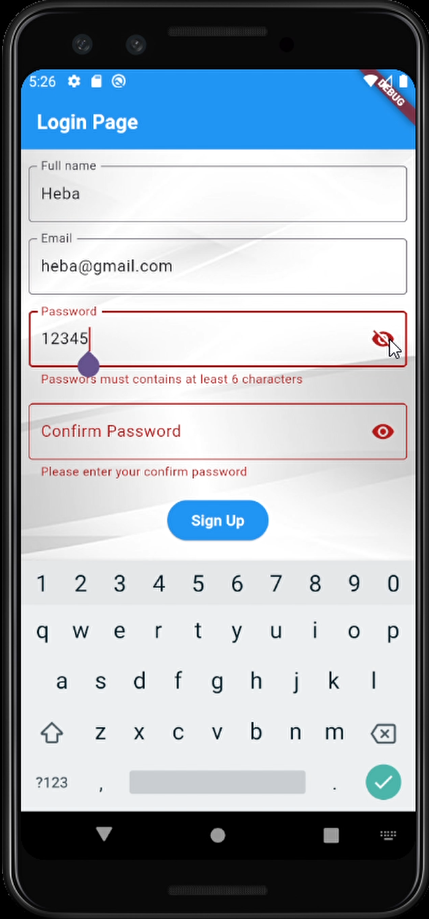 5:26
DEBUG
Login Page
Full name
Heba
Email
heba@gmail.com
Password
12345
Passwors must contains at least 6 characters
Confirm Password
Please enter your confirm password
Sign Up
1 2 3 4 5 6 7 8 9 0
q w e r t y u i o p
a s d f g h j k l
z x c v b n m
?123 , .